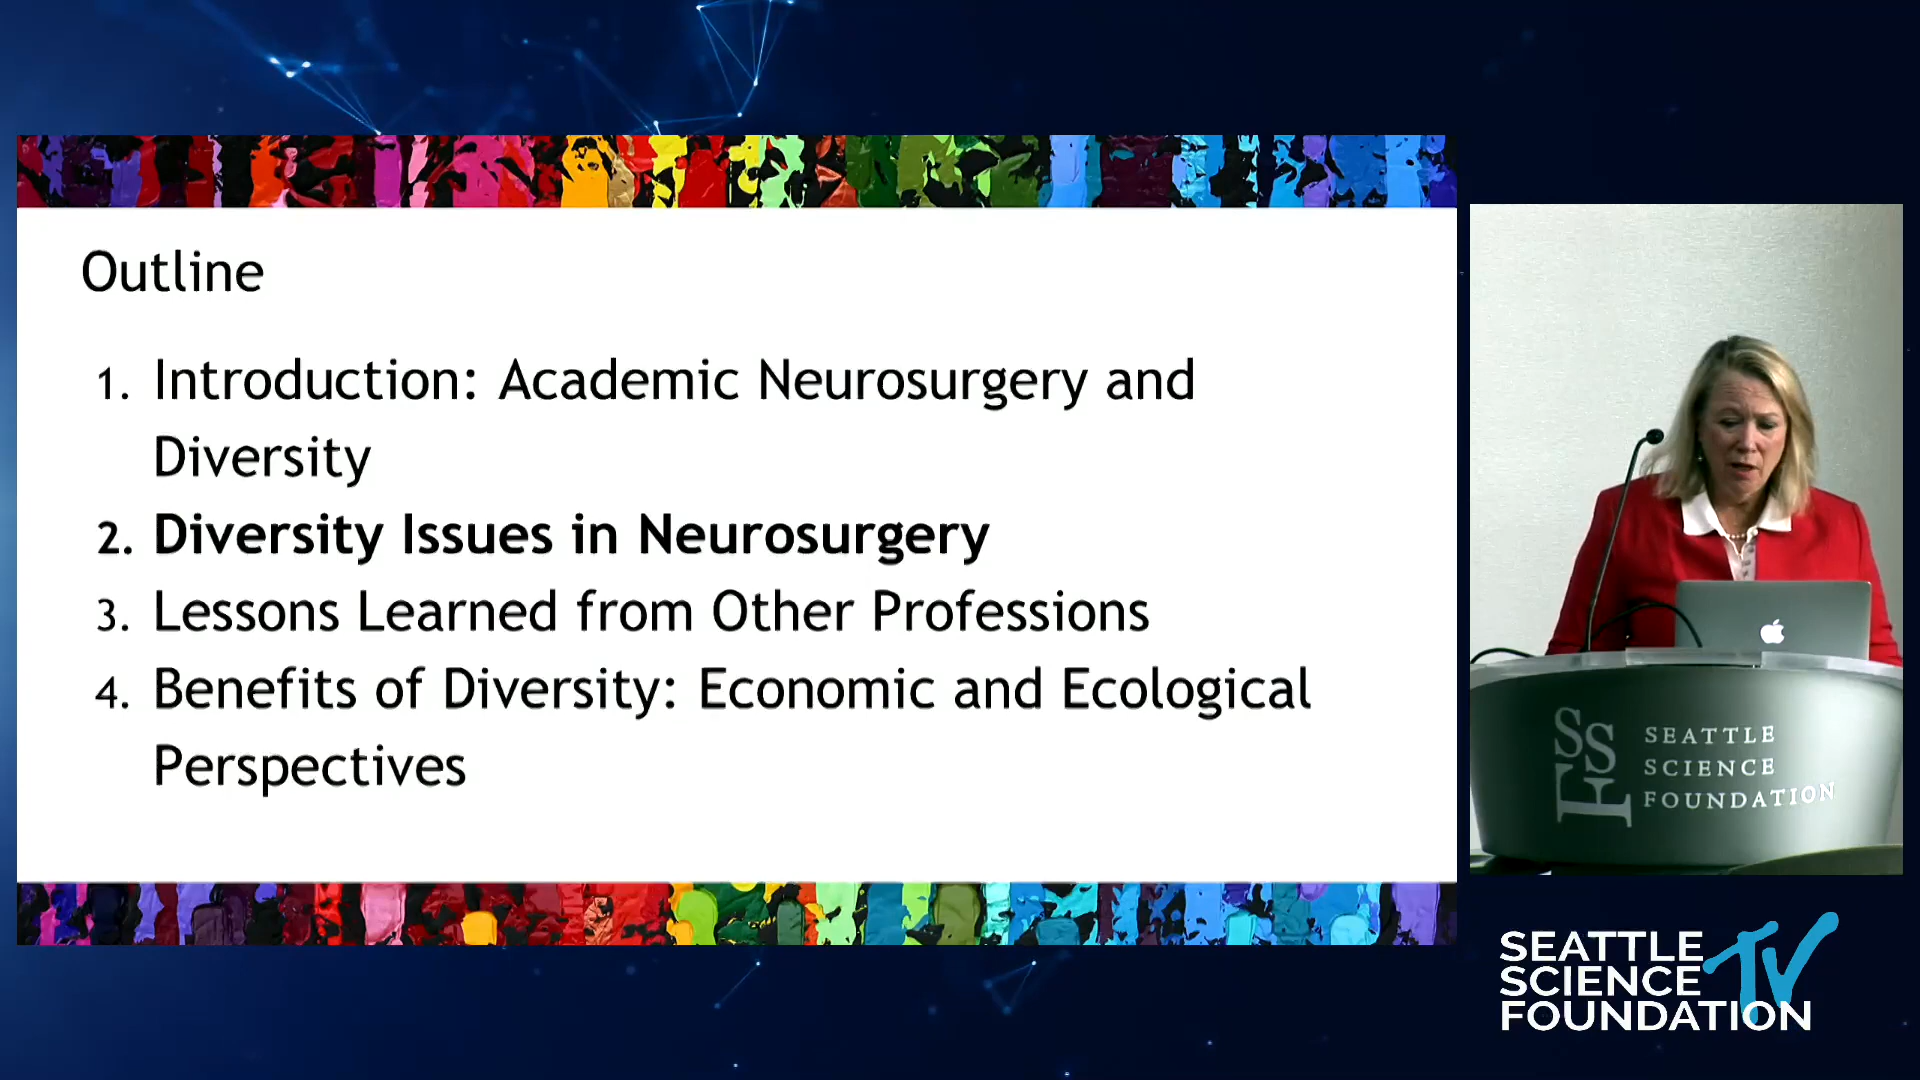 Outline
1. Introduction: Academic Neurosurgery and
Diversity
2. Diversity Issues in Neurosurgery
3. Lessons Learned from Other Professions
4. Benefits of Diversity: Economic and Ecological
Perspectives
SSF
SEATTLE
SCIENCE
FOUNDATION
SEATTLE
SCIENCE
FOUNDATION
TV